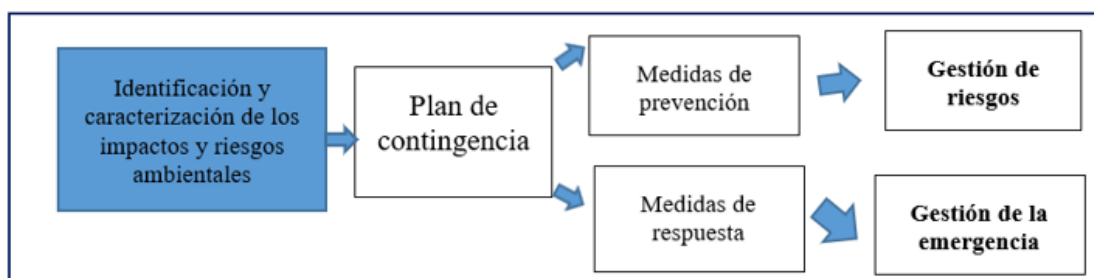 Identificación y
caracterización de los
impactos y riesgos
ambientales
Plan de
contingencia
Medidas de
prevención
Gestión de
riesgos
Medidas de
respuesta
Gestión de la
emergencia